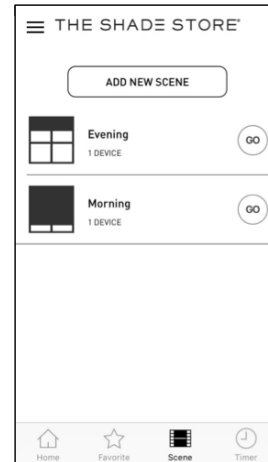 THE SHADE STORE®
ADD NEW SCENE
Evening
1 DEVICE
GO
Morning
1 DEVICE
GO
Home Favorite Scene Timer